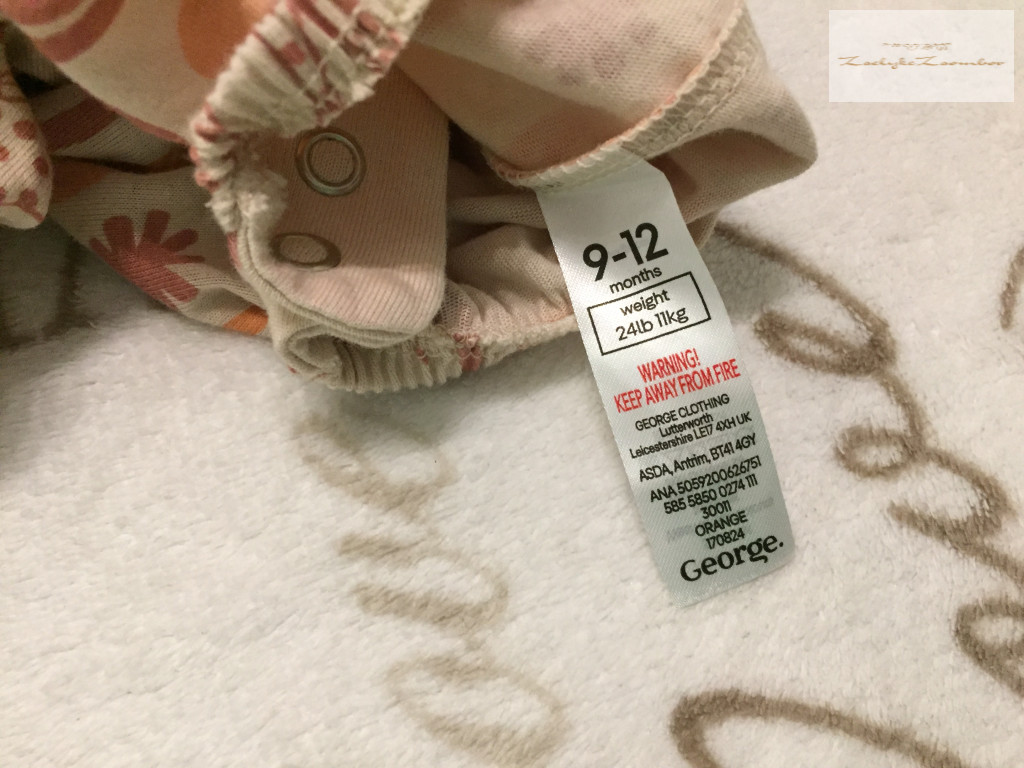 9-12
months
weight
24lb 11kg
WARNING!
KEEP AWAY FROM FIRE
GEORGE CLOTHING
Lutterworth
Leicestershire LE17 4XH UK
ASDA, Antrim, BT41 4GY
ANA 5059200626751
585 5850 0274 111
30011
ORANGE
170824
George.